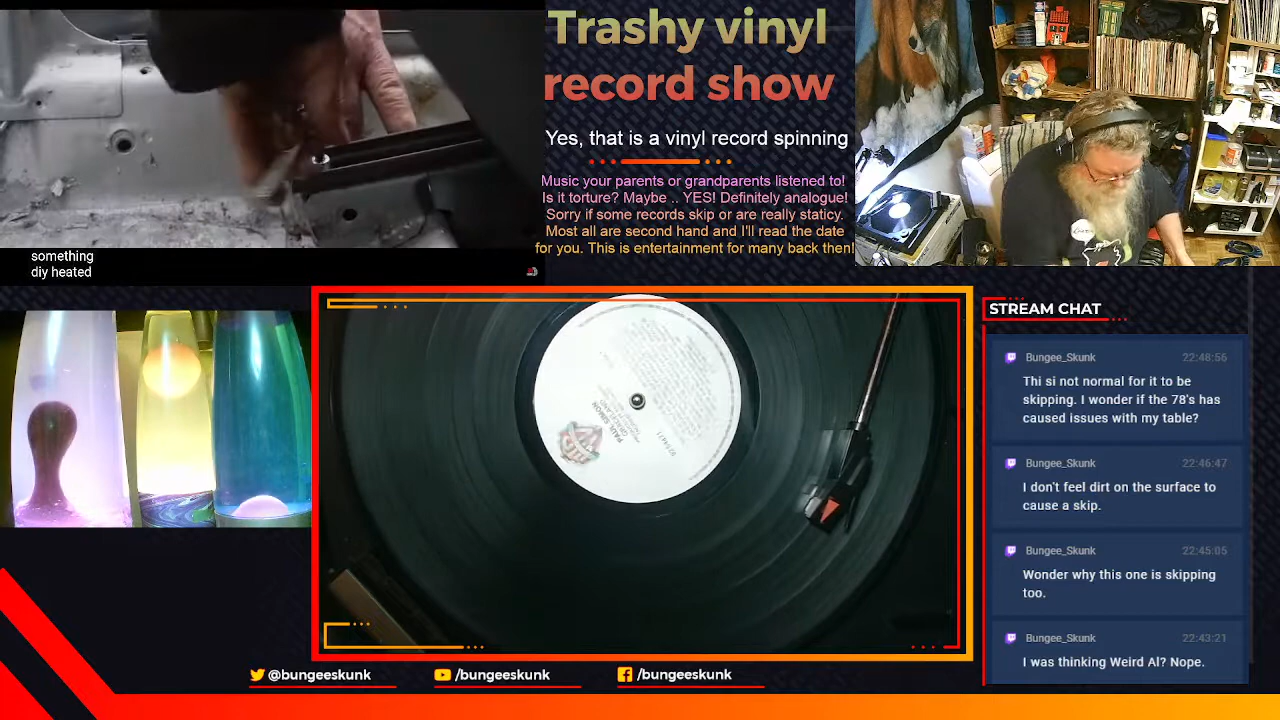 Trashy vinyl
record show
Yes, that is a vinyl record spinning
Music your parents or grandparents listened to!
Is it torture? Maybe .. YES! Definitely analogue!
Sorry if some records skip or are really staticy.
Most all are second hand and I'll read the date
for you. This is entertainment for many back then!
something
diy heated
PAUL SIMON
GRACELAND
STREAM CHAT
Bungee_Skunk 22:48:56
Thi si not normal for it to be
skipping. I wonder if the 78's has
caused issues with my table?
Bungee_Skunk 22:46:47
I don't feel dirt on the surface to
cause a skip.
Bungee_Skunk 22:45:05
Wonder why this one is skipping
too.
Bungee_Skunk 22:43:21
I was thinking Weird Al? Nope.
@bungeeskunk
/bungeeskunk
/bungeeskunk